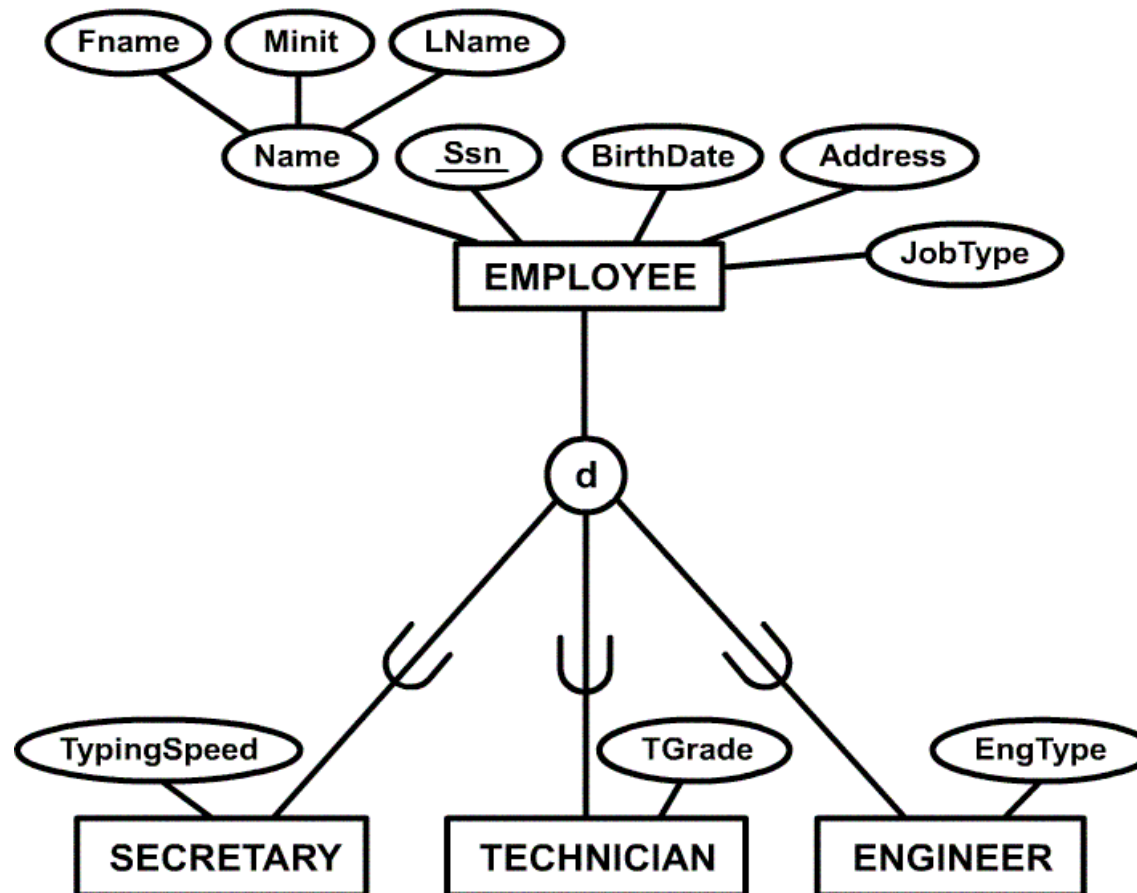 Fname Minit LName
Name Ssn BirthDate Address
JobType
EMPLOYEE
d
TypingSpeed TGrade EngType
SECRETARY TECHNICIAN ENGINEER